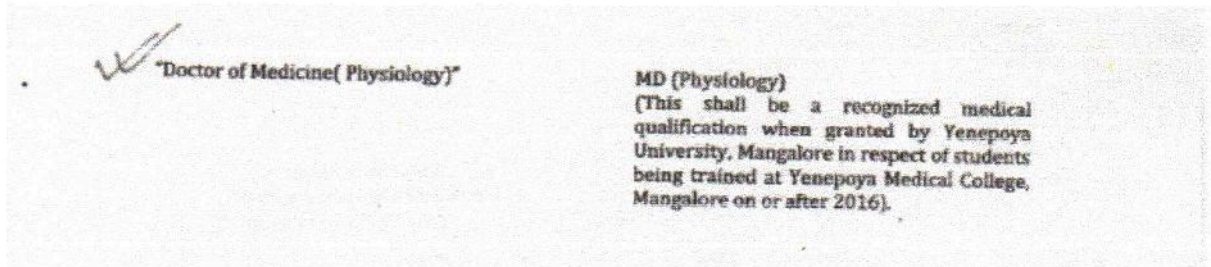 "Doctor of Medicine( Physiology)"
MD (Physiology)
(This shall be a recognized medical
qualification when granted by Yenepoya
University, Mangalore in respect of students
being trained at Yenepoya Medical College,
Mangalore on or after 2016).